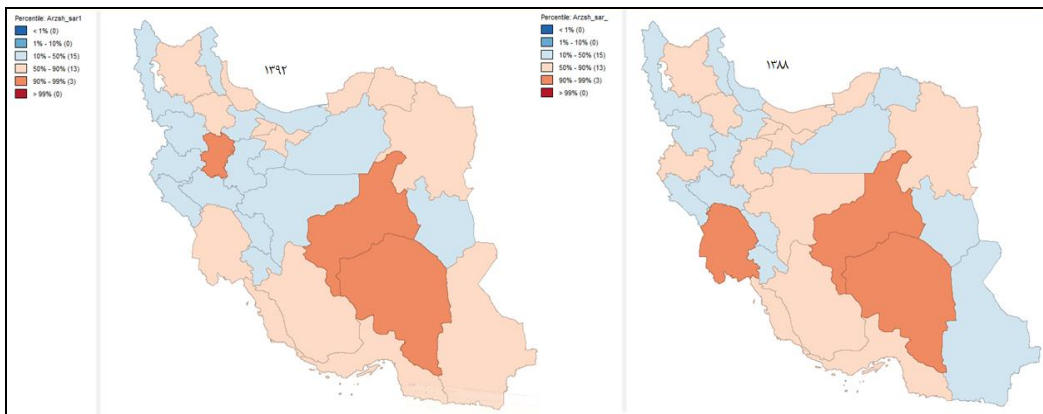 Percentile: Arzsh_sar1
< 1% (0)
1% - 10% (0)
10% - 50% (15)
50% - 90% (13)
90% - 99% (3)
> 99% (0)
۱۳۹۲
Percentile: Arzsh_sar_
< 1% (0)
1% - 10% (0)
10% - 50% (15)
50% - 90% (13)
90% - 99% (3)
> 99% (0)
۱۳۸۸